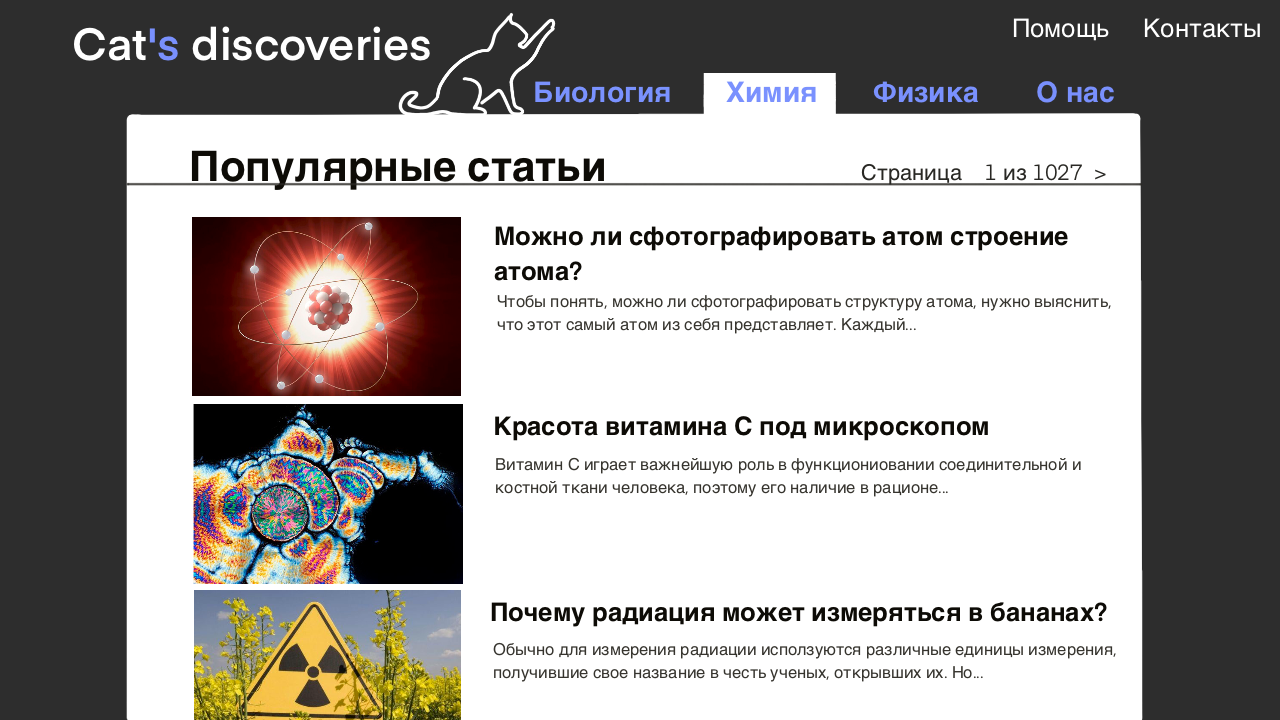 Cat's discoveries
Помощь Контакты
Биология Химия Физика О нас
Популярные статьи
Страница 1 из 1027 >
Можно ли сфотографировать атом строение
атома?
Чтобы понять, можно ли сфотографировать структуру атома, нужно выяснить,
что этот самый атом из себя представляет. Каждый...
Красота витамина С под микроскопом
Витамин С играет важнейшую роль в функциониовании соединительной и
костной ткани человека, поэтому его наличие в рационе...
Почему радиация может измеряться в бананах?
Обычно для измерения радиации исползуются различные единицы измерения,
получившие свое название в честь ученых, открывших их. Но...